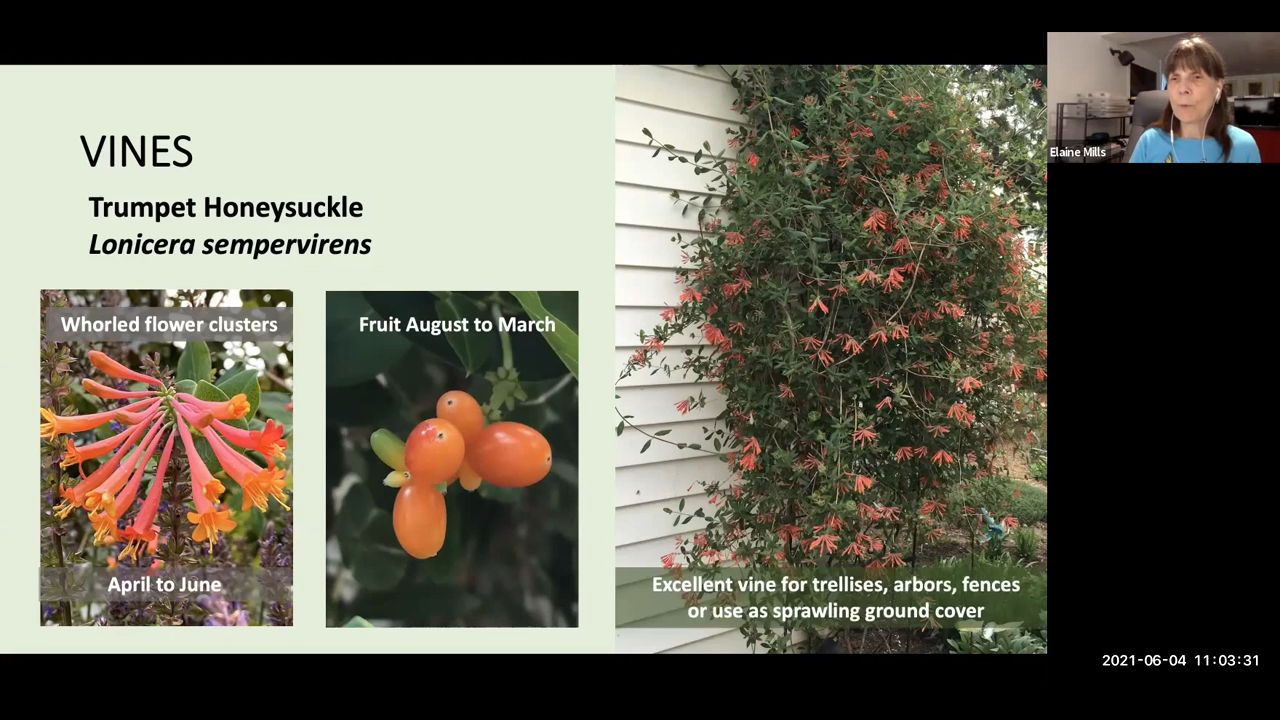 VINES
Trumpet Honeysuckle
Lonicera sempervirens
Whorled flower clusters
April to June
Fruit August to March
Excellent vine for trellises, arbors, fences
or use as sprawling ground cover
Elaine Mills
2021-06-04 11:03:31